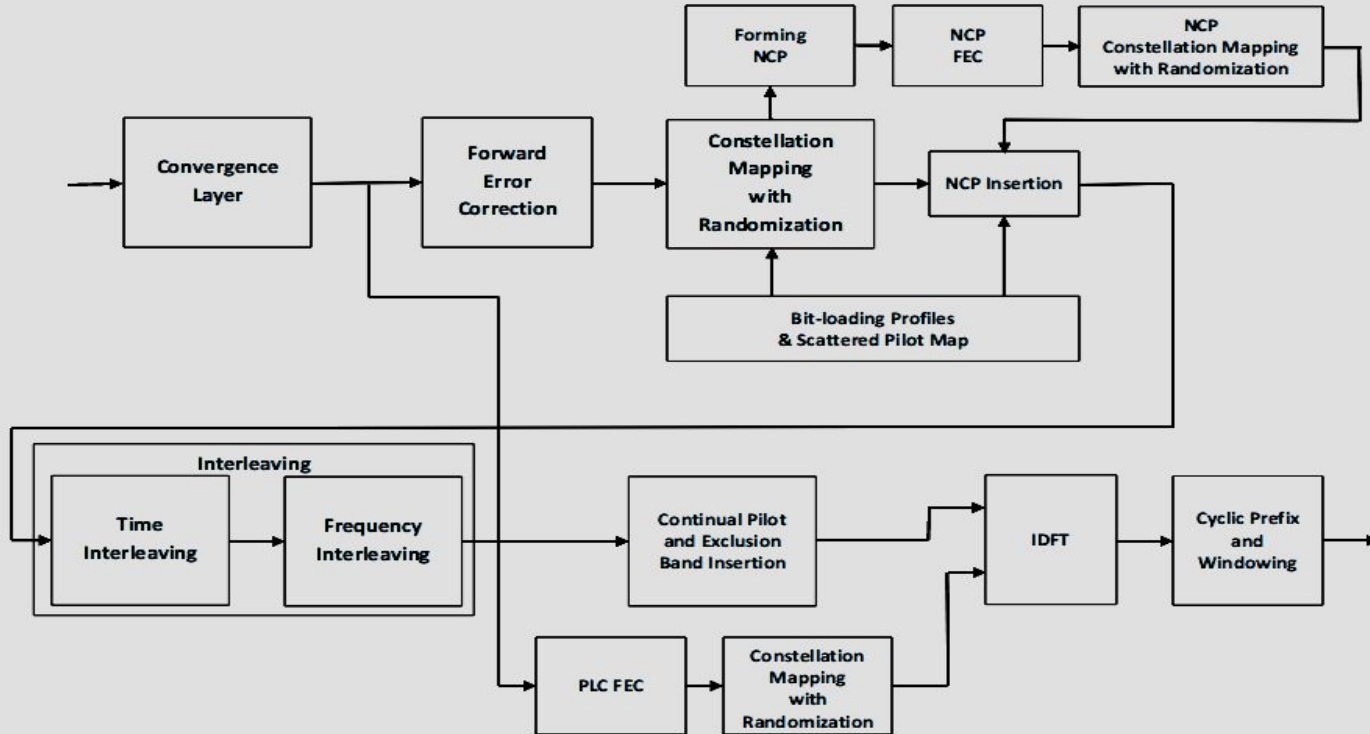 Forming
NCP
NCP
FEC
NCP
Constellation Mapping
with Randomization
Convergence
Layer
Forward
Error
Correction
Constellation
Mapping
with
Randomization
NCP Insertion
Bit-loading Profiles
& Scattered Pilot Map
Interleaving
Time
Interleaving
Frequency
Interleaving
Continual Pilot
and Exclusion
Band Insertion
IDFT
Cyclic Prefix
and
Windowing
PLC FEC
Constellation
Mapping
with
Randomization